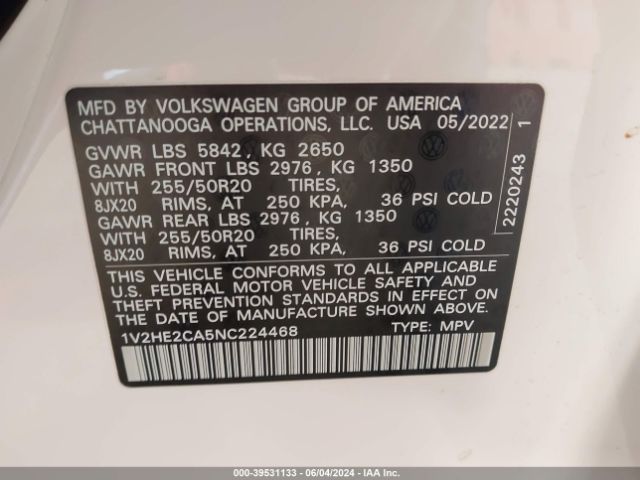 MFD BY VOLKSWAGEN GROUP OF AMERICA
CHATTANOOGA OPERATIONS, LLC. USA 05/2022
GVWR LBS 5842, KG 2650
GAWR FRONT LBS 2976, KG 1350
WITH 255/50R20 TIRES,
8JX20 RIMS, AT 250 KPA, 36 PSI COLD
GAWR REAR LBS 2976, KG 1350
WITH 255/50R20 TIRES,
8JX20 RIMS, AT 250 KPA, 36 PSI COLD
THIS VEHICLE CONFORMS TO ALL APPLICABLE
U.S. FEDERAL MOTOR VEHICLE SAFETY AND
THEFT PREVENTION STANDARDS IN EFFECT ON
THE DATE OF MANUFACTURE SHOWN ABOVE.
1V2HE2CA5NC224468 TYPE: MPV
2220243 1
000-39531133 - 06/04/2024 - IAA Inc.